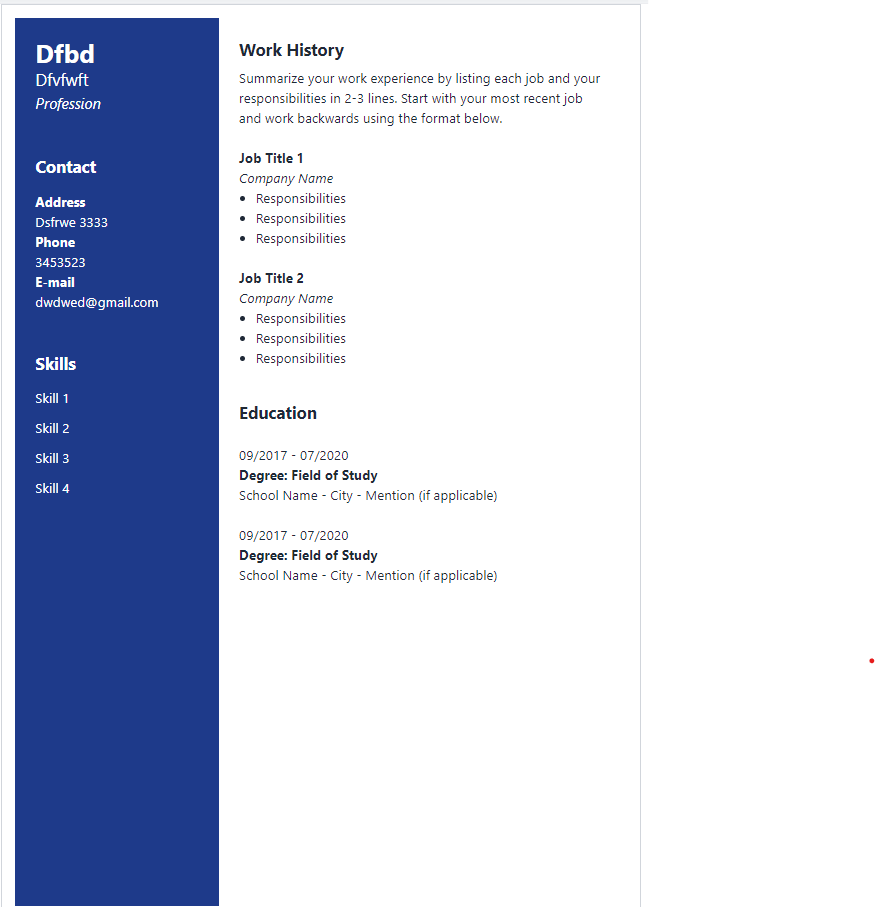 Dfbd
Dfvfwft
Profession
Contact
Address
Dsfrwe 3333
Phone
3453523
E-mail
dwdwed@gmail.com
Skills
Skill 1
Skill 2
Skill 3
Skill 4
Work History
Summarize your work experience by listing each job and your
responsibilities in 2-3 lines. Start with your most recent job
and work backwards using the format below.
Job Title 1
Company Name
• Responsibilities
• Responsibilities
• Responsibilities
Job Title 2
Company Name
• Responsibilities
• Responsibilities
• Responsibilities
Education
09/2017 - 07/2020
Degree: Field of Study
School Name - City - Mention (if applicable)
09/2017 - 07/2020
Degree: Field of Study
School Name - City - Mention (if applicable)